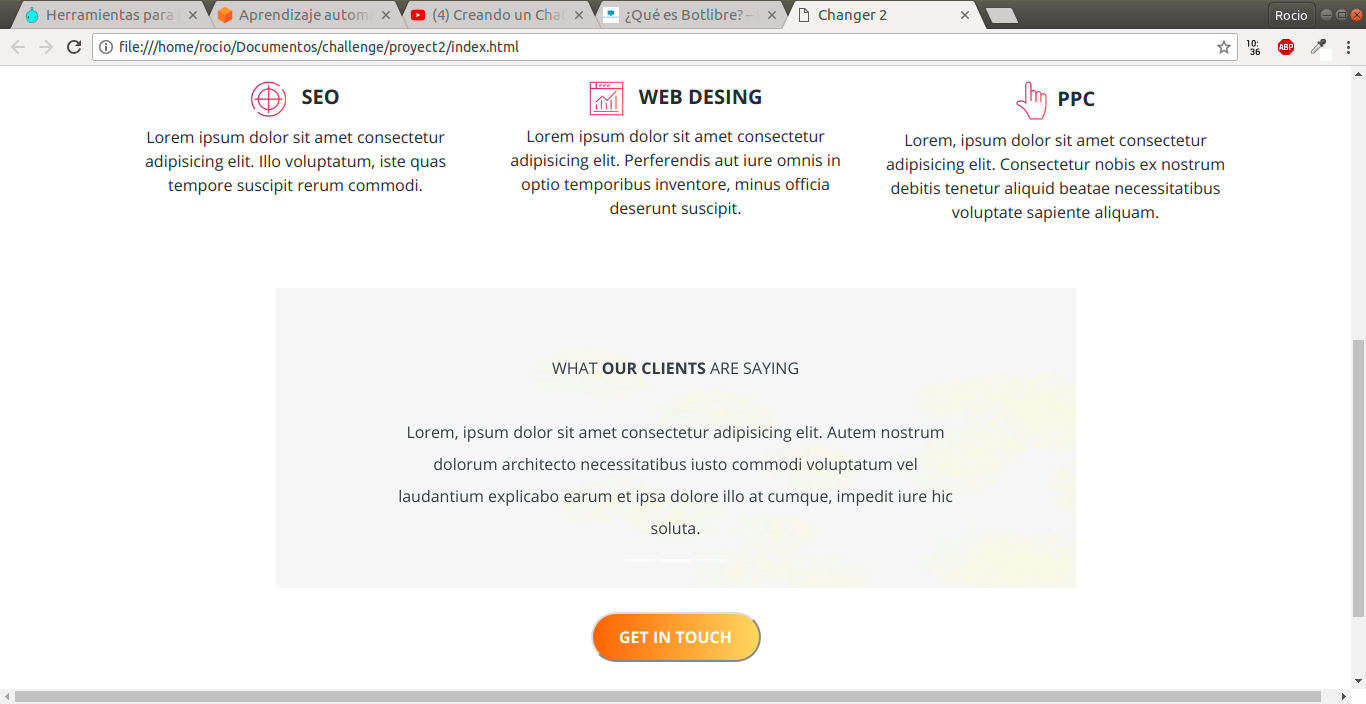 Herramientas para
Aprendizaje autom
(4) Creando un Cha
¿Qué es Botlibre? –
Changer 2
Rocio
file:///home/rocio/Documentos/challenge/proyect2/index.html
10:
36
ABP
SEO
Lorem ipsum dolor sit amet consectetur
adipisicing elit. Illo voluptatum, iste quas
tempore suscipit rerum commodi.
WEB DESING
Lorem ipsum dolor sit amet consectetur
adipisicing elit. Perferendis aut iure omnis in
optio temporibus inventore, minus officia
deserunt suscipit.
PPC
Lorem, ipsum dolor sit amet consectetur
adipisicing elit. Consectetur nobis ex nostrum
debitis tenetur aliquid beatae necessitatibus
voluptate sapiente aliquam.
WHAT OUR CLIENTS ARE SAYING
Lorem, ipsum dolor sit amet consectetur adipisicing elit. Autem nostrum
dolorum architecto necessitatibus iusto commodi voluptatum vel
laudantium explicabo earum et ipsa dolore illo at cumque, impedit iure hic
soluta.
GET IN TOUCH